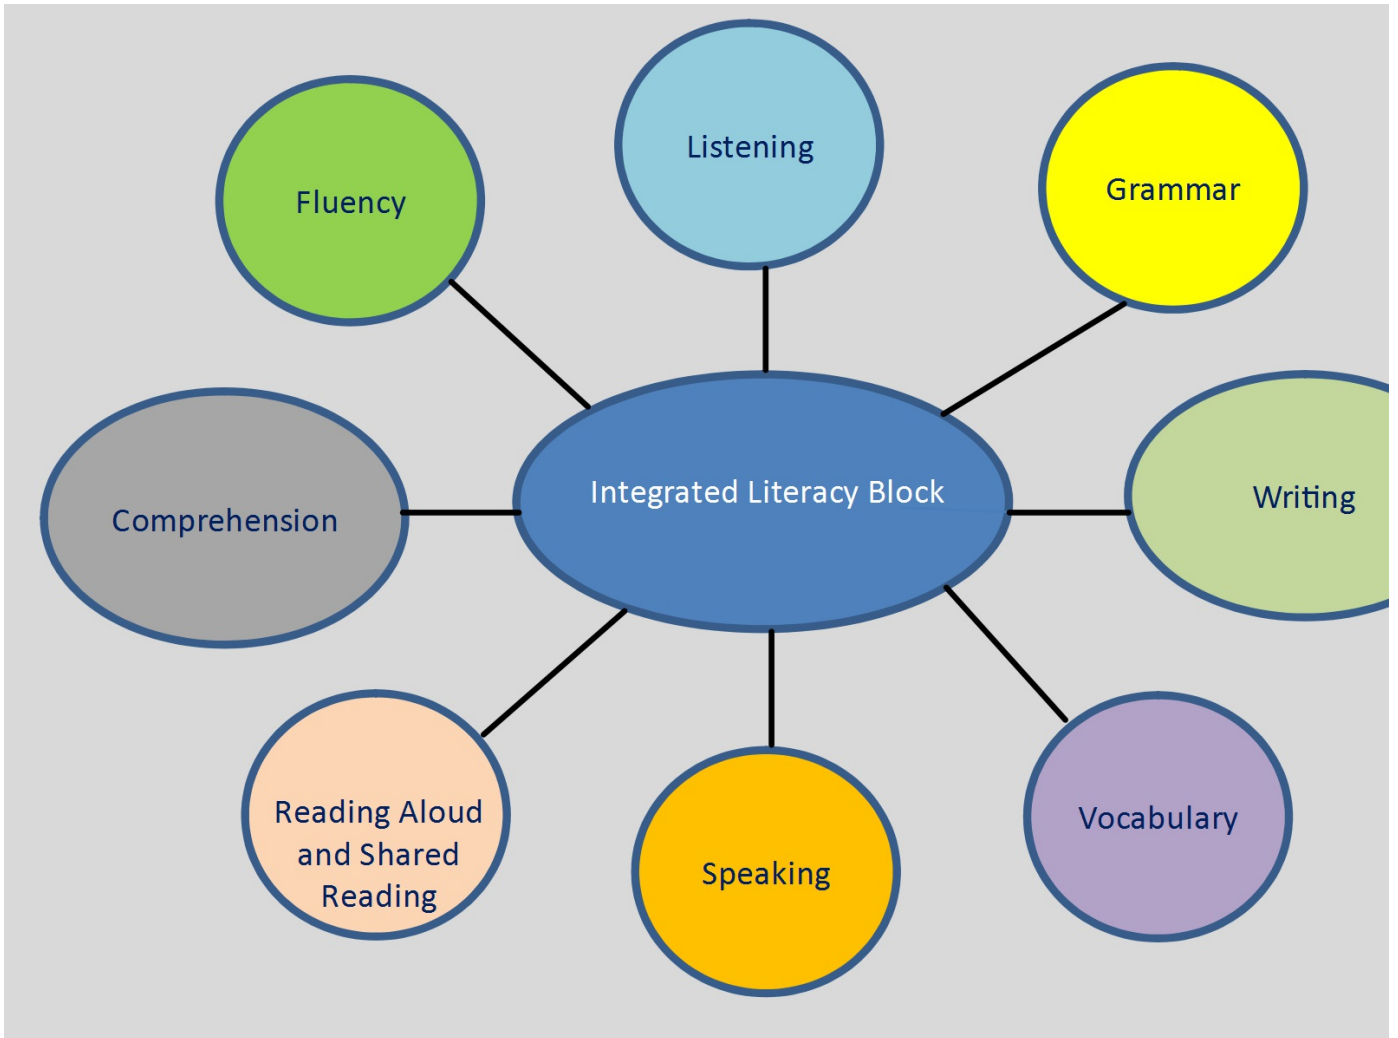 Listening
Grammar
Fluency
Integrated Literacy Block
Writing
Comprehension
Reading Aloud
and Shared
Reading
Vocabulary
Speaking